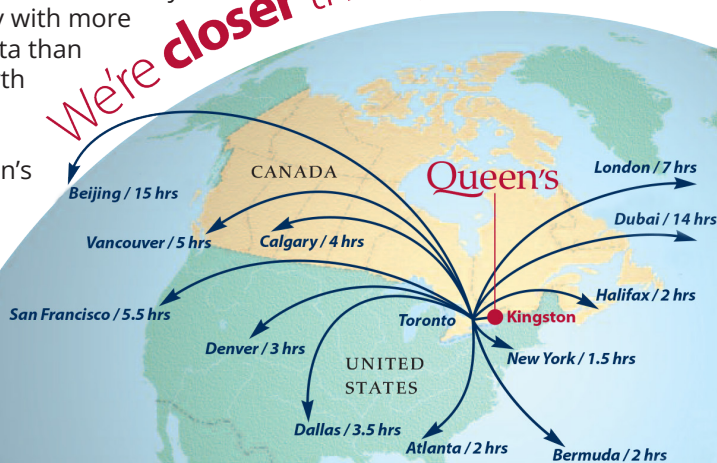 y with more
ta than
th
n's
We're closer
CANADA
Queen's
London / 7 hrs
Beijing / 15 hrs
Dubai / 14 hrs
Vancouver / 5 hrs
Calgary / 4 hrs
Halifax / 2 hrs
San Francisco / 5.5 hrs
Toronto
Kingston
Denver / 3 hrs
New York / 1.5 hrs
UNITED
STATES
Dallas / 3.5 hrs
Atlanta / 2 hrs
Bermuda / 2 hrs